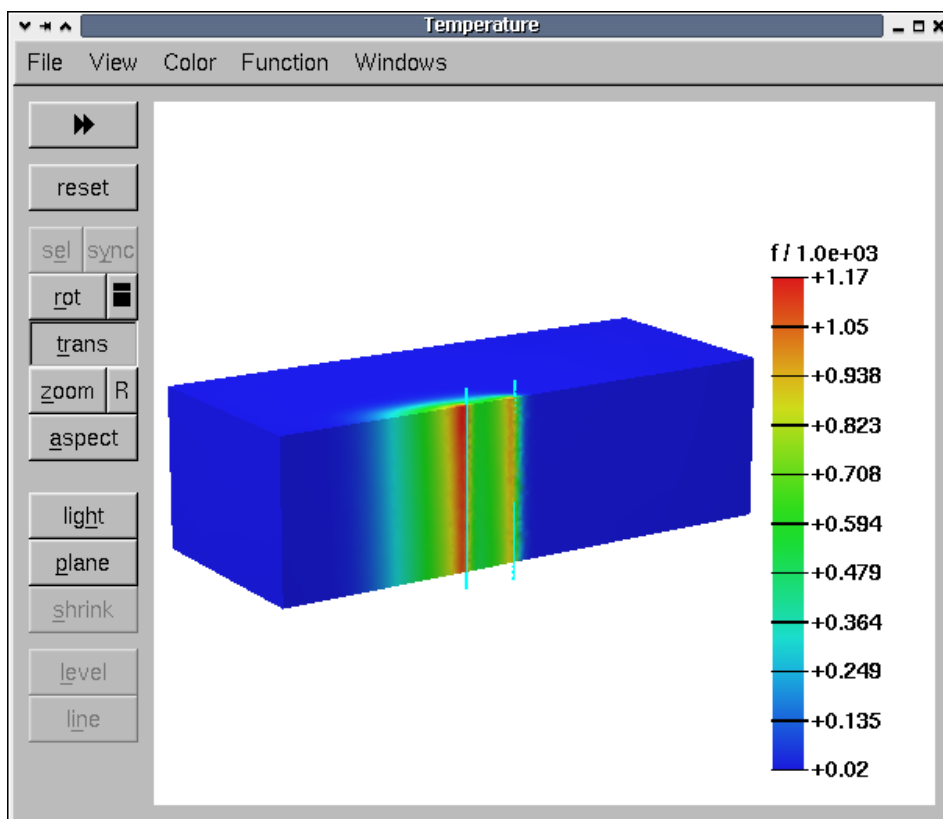 Temperature
File View Color Function Windows
reset
sel sync
rot
trans
zoom R
aspect
light
plane
shrink
level
line
f / 1.0e+03
+1.17
+1.05
+0.938
+0.823
+0.708
+0.594
+0.479
+0.364
+0.249
+0.135
+0.02